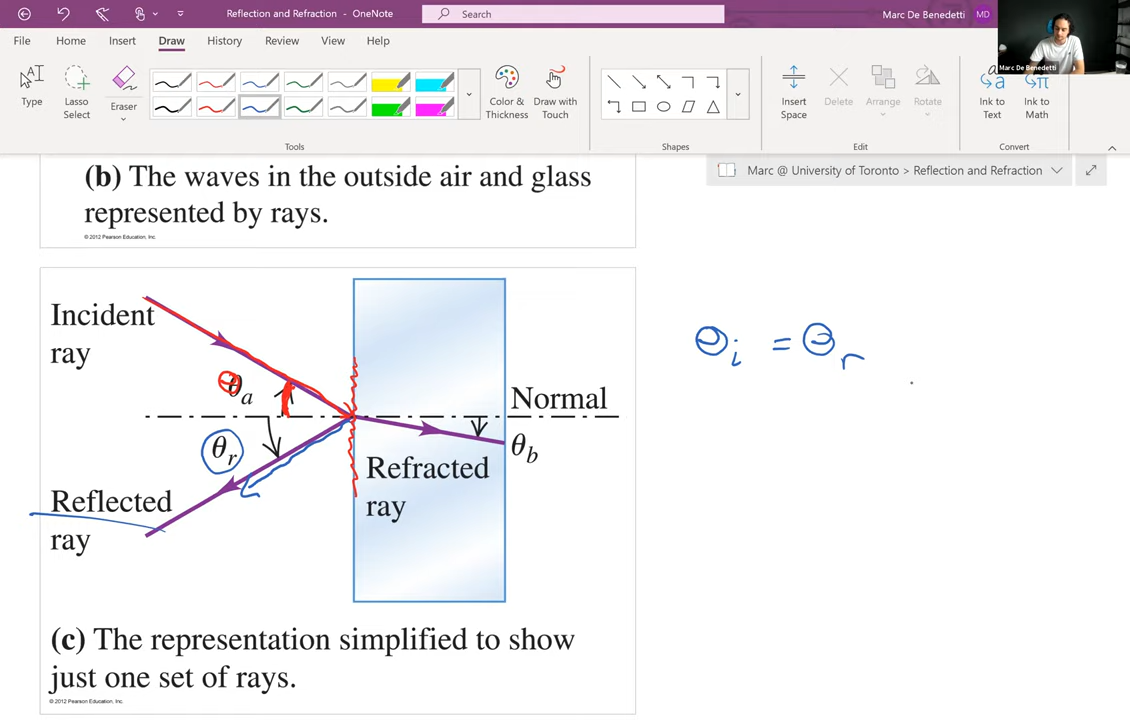 Reflection and Refraction - OneNote
Search
Marc De Benedetti
MD
File
Home
Insert
Draw
History
Review
View
Help
Type
Lasso
Select
Eraser
Color &
Thickness
Draw with
Touch
Insert
Space
Delete
Arrange
Rotate
Ink to
Text
Ink to
Math
Tools
Shapes
Edit
Convert
Marc De Benedetti
Marc @ University of Toronto > Reflection and Refraction
(b) The waves in the outside air and glass
represented by rays.
© 2012 Pearson Education, Inc.
Incident
ray
θa
Normal
θb
θr
Refracted
ray
Reflected
ray
θi = θr
(c) The representation simplified to show
just one set of rays.
© 2012 Pearson Education, Inc.